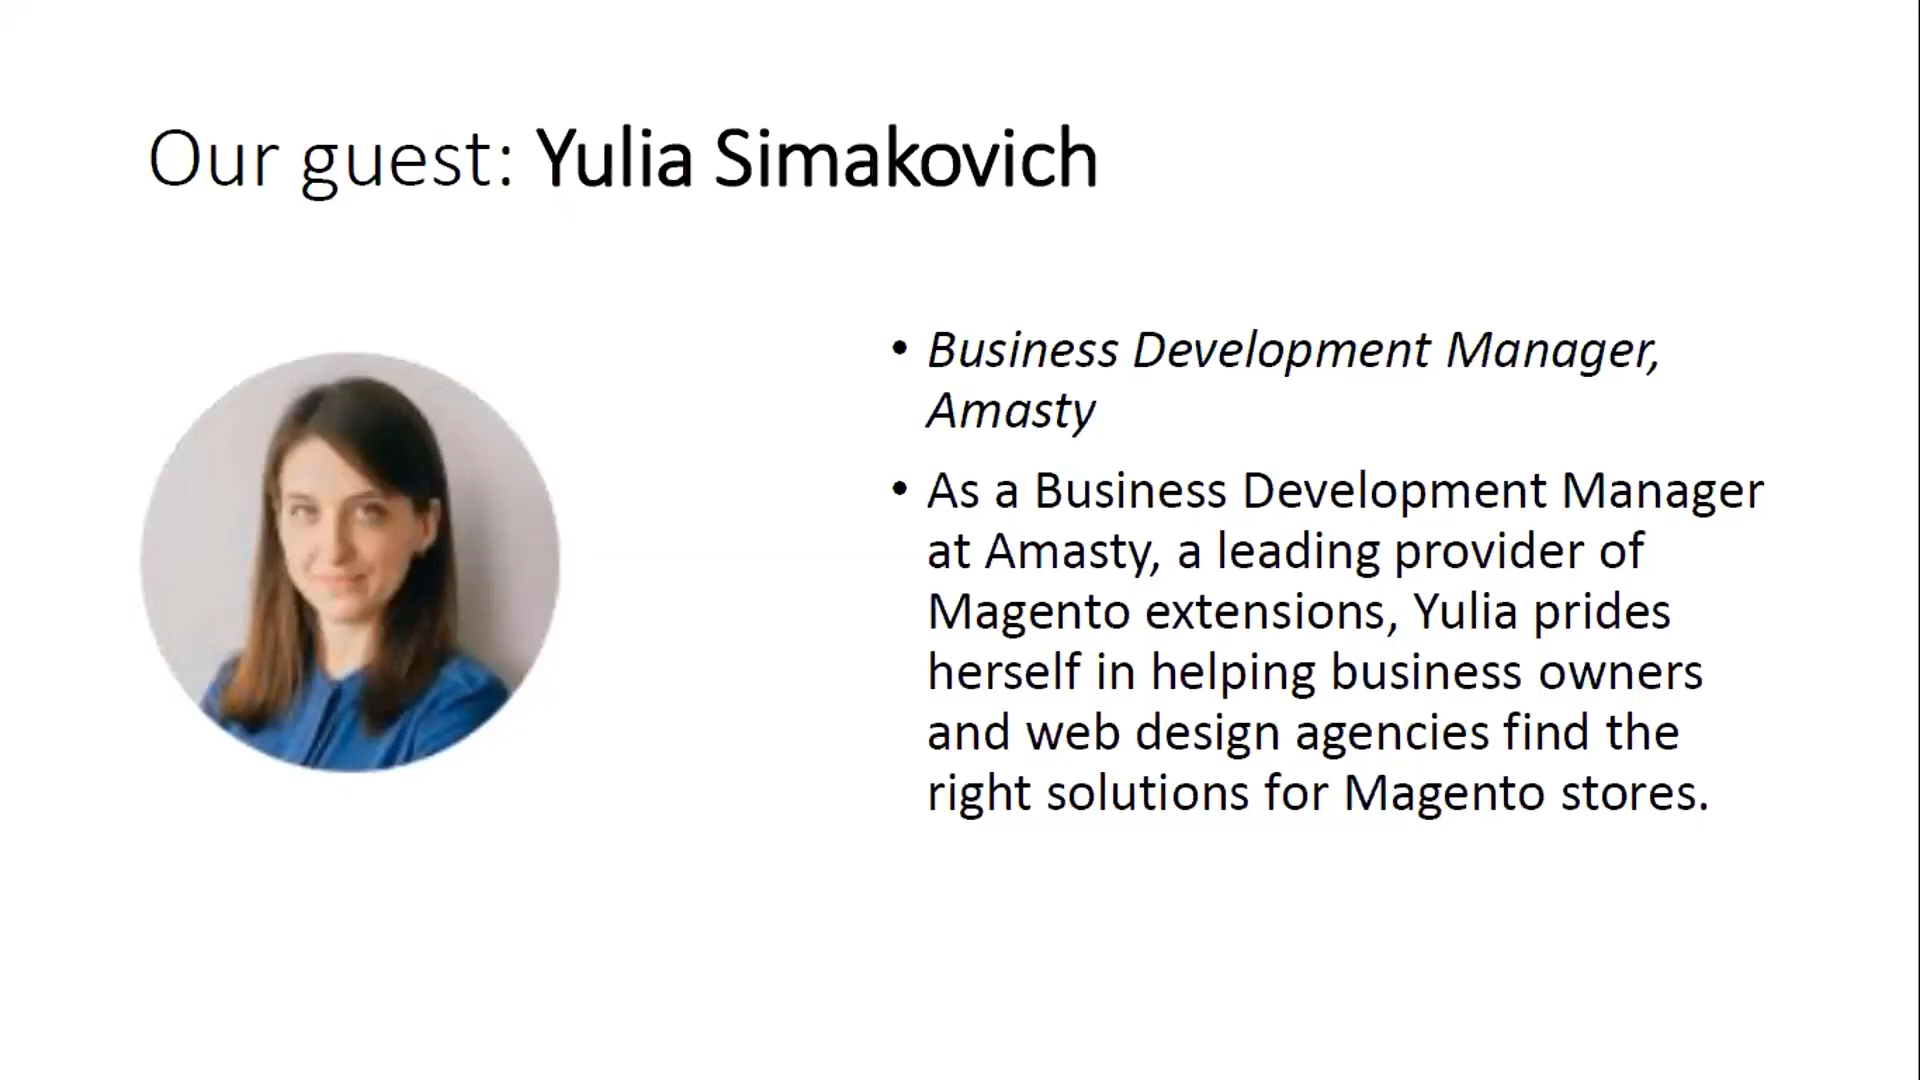 Our guest: Yulia Simakovich
• Business Development Manager,
Amasty
• As a Business Development Manager
at Amasty, a leading provider of
Magento extensions, Yulia prides
herself in helping business owners
and web design agencies find the
right solutions for Magento stores.